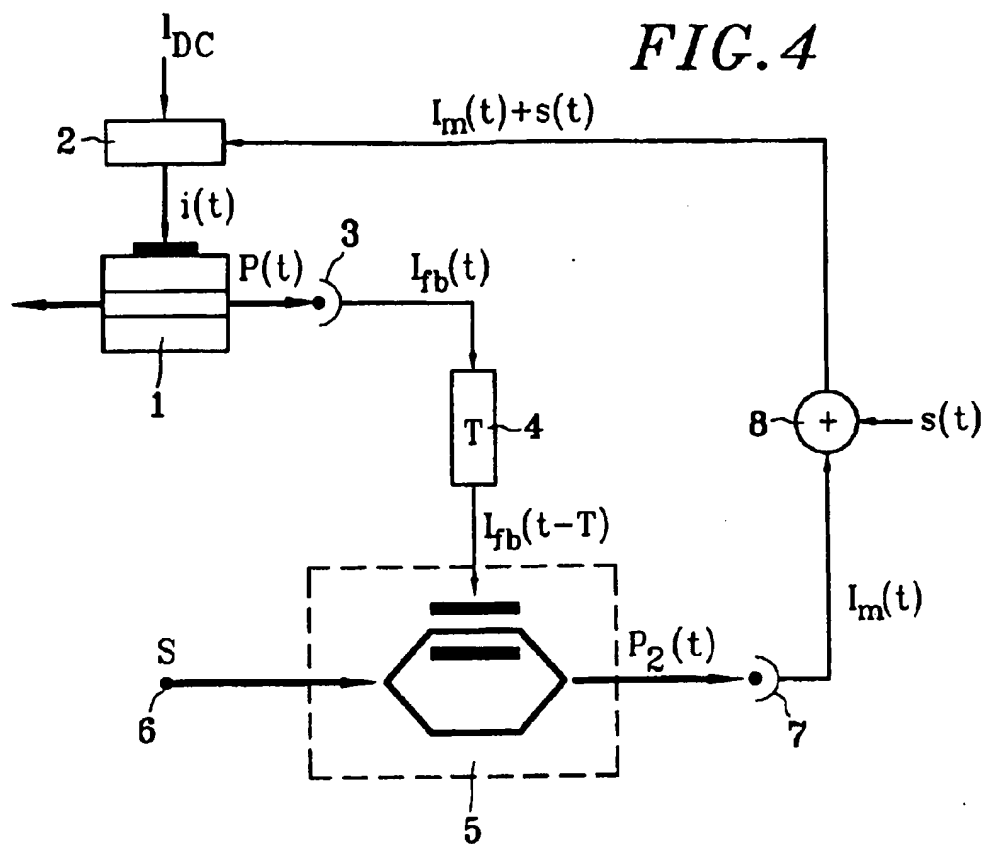 FIG. 4
I_DC
I_m(t)+s(t)
2
i(t)
3
P(t)
I_fb(t)
1
T
4
8
+
s(t)
I_fb(t-T)
I_m(t)
S
P_2(t)
6
7
5